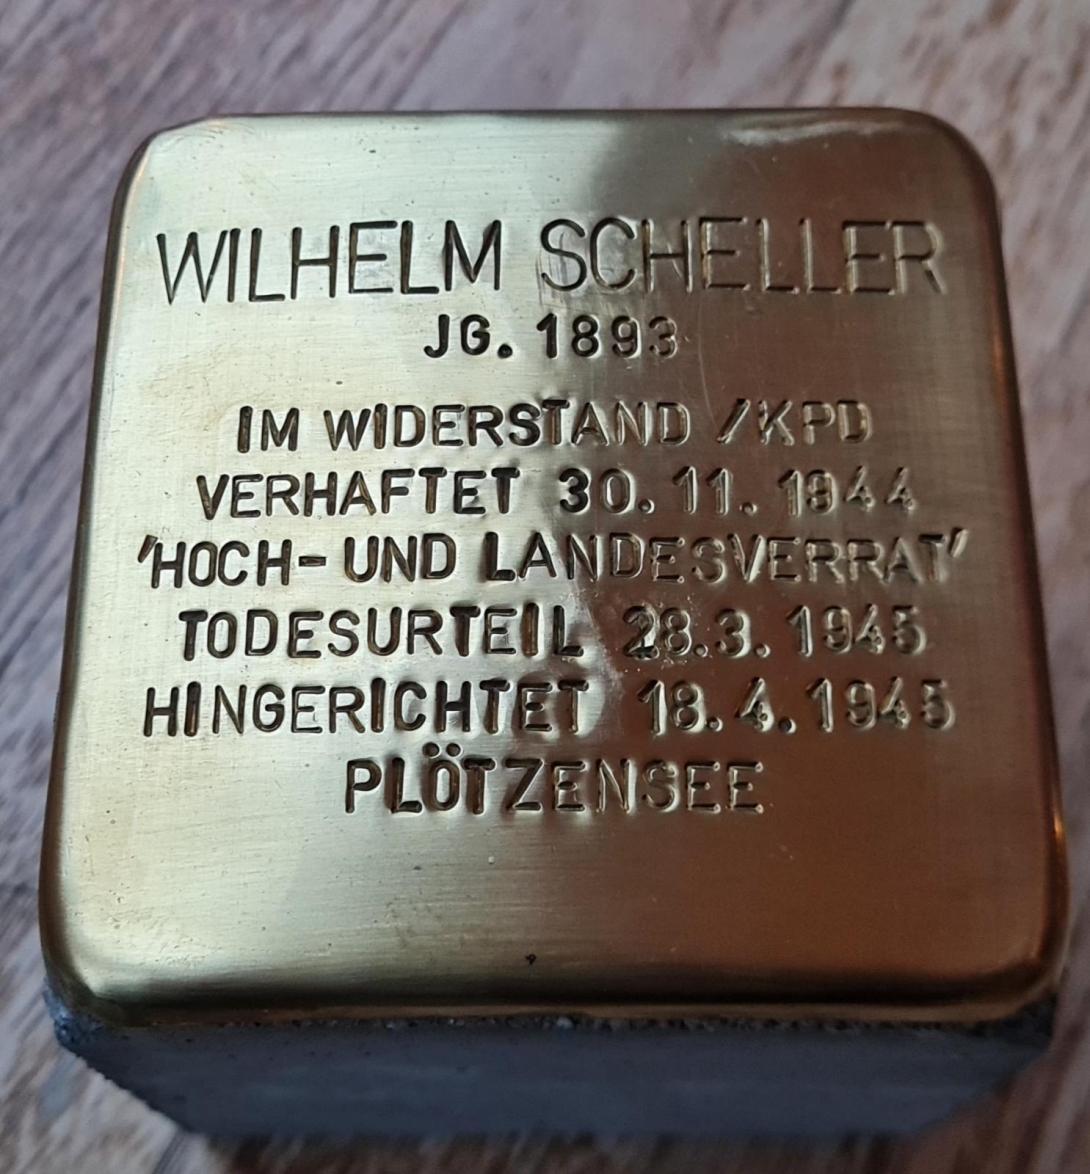 WILHELM SCHELLER
JG. 1893
IM WIDERSTAND / KPD
VERHAFTET 30.11.1944
'HOCH- UND LANDESVERRAT'
TODESURTEIL 28.3.1945
HINGERICHTET 18.4.1945
PLÖTZENSEE